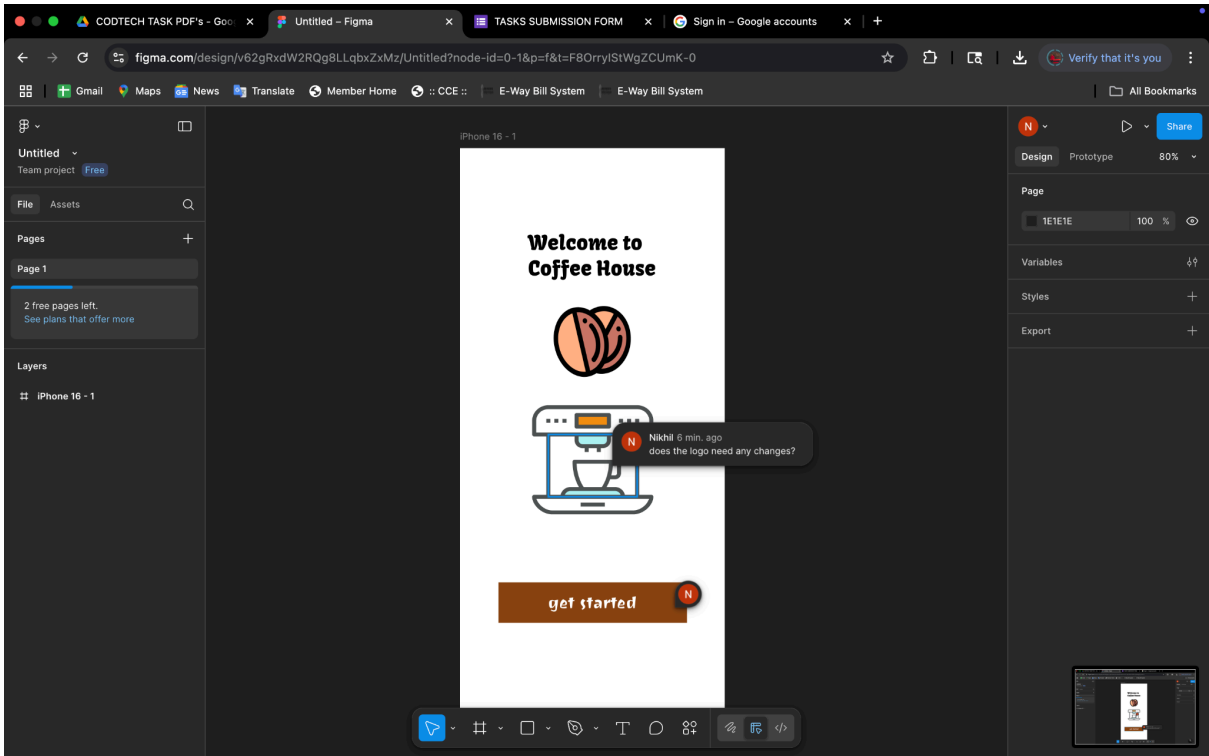 CODTECH TASK PDF's - Goo
Untitled – Figma
TASKS SUBMISSION FORM
Sign in – Google accounts
figma.com/design/v62gRxdW2RQg8LLqbxZxMz/Untitled?node-id=0-1&p=f&t=F8OrryIStWgZCUmK-0
Verify that it's you
Gmail
Maps
News
Translate
Member Home
:: CCE ::
E-Way Bill System
E-Way Bill System
All Bookmarks
Untitled
Team project Free
File Assets
Pages
Page 1
2 free pages left.
See plans that offer more
Layers
iPhone 16 - 1
iPhone 16 - 1
Welcome to
Coffee House
N
Nikhil 6 min. ago
does the logo need any changes?
get started
N
N
Share
Design Prototype 80%
Page
1E1E1E 100 %
Variables
Styles
Export